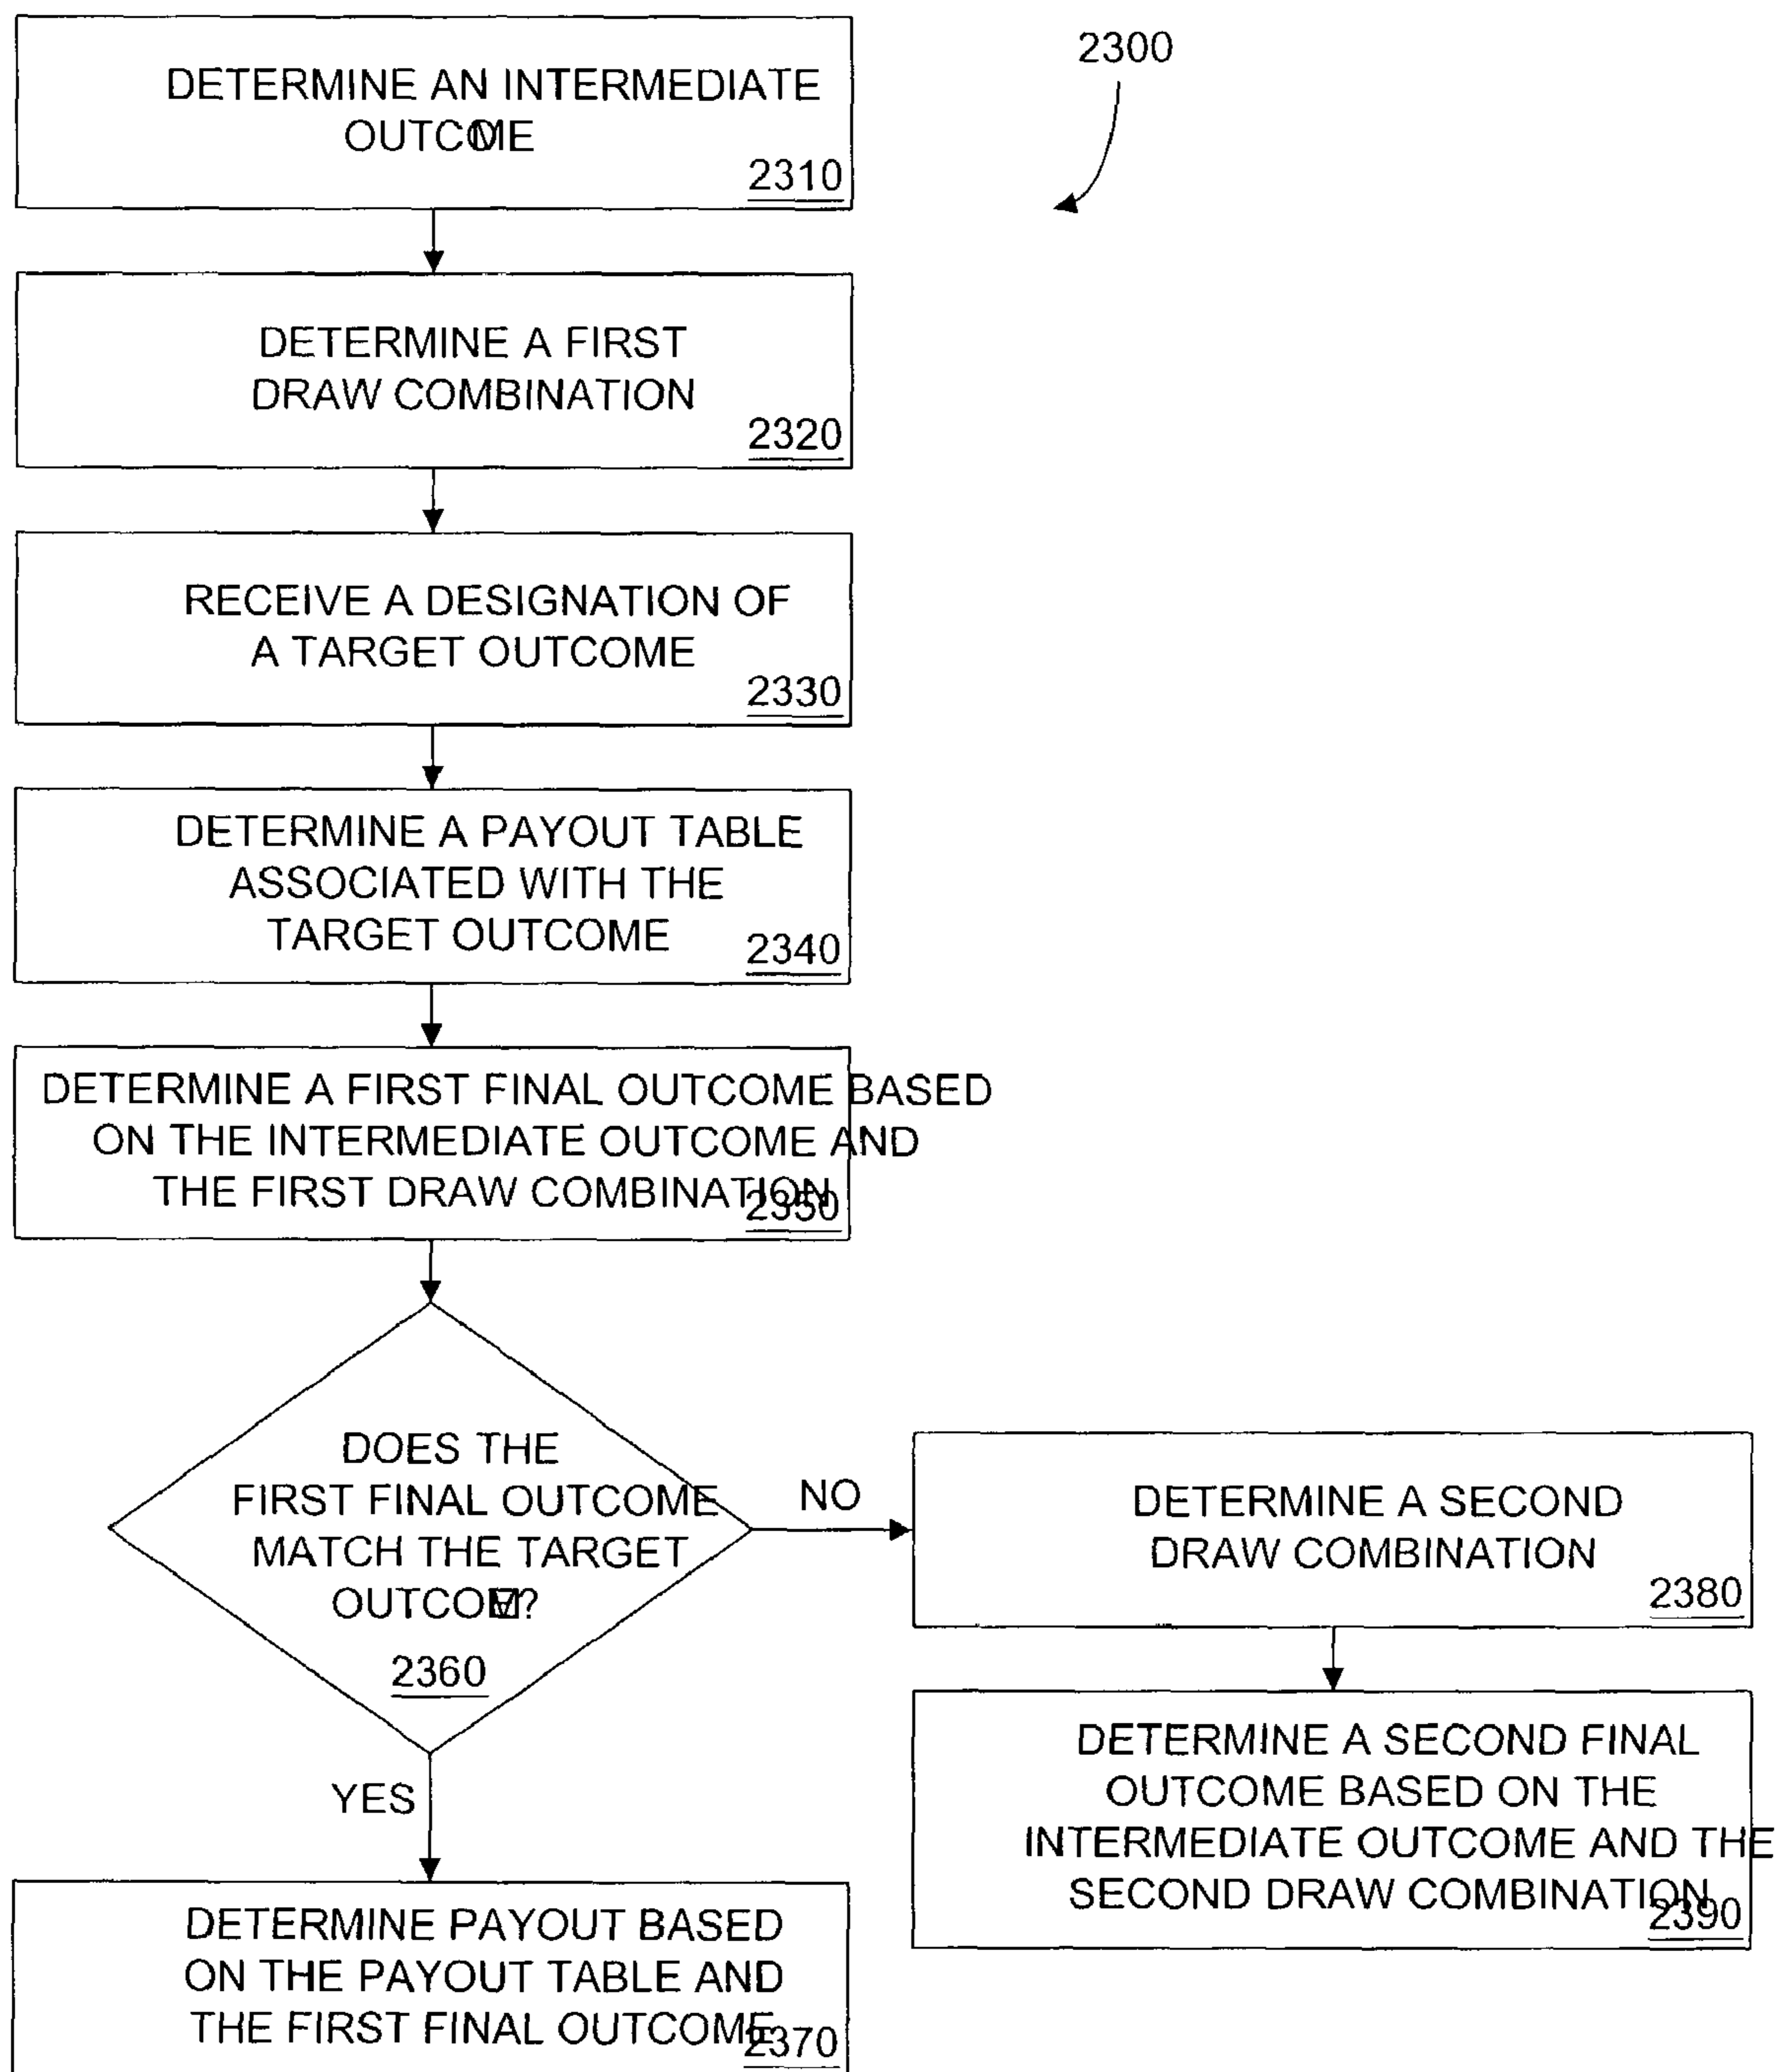 2300
DETERMINE AN INTERMEDIATE
OUTCOME
2310
DETERMINE A FIRST
DRAW COMBINATION
2320
RECEIVE A DESIGNATION OF
A TARGET OUTCOME
2330
DETERMINE A PAYOUT TABLE
ASSOCIATED WITH THE
TARGET OUTCOME
2340
DETERMINE A FIRST FINAL OUTCOME BASED
ON THE INTERMEDIATE OUTCOME AND
THE FIRST DRAW COMBINATION
2350
DOES THE
FIRST FINAL OUTCOME
MATCH THE TARGET
OUTCOME?
2360
NO
DETERMINE A SECOND
DRAW COMBINATION
2380
DETERMINE A SECOND FINAL
OUTCOME BASED ON THE
INTERMEDIATE OUTCOME AND THE
SECOND DRAW COMBINATION
2390
YES
DETERMINE PAYOUT BASED
ON THE PAYOUT TABLE AND
THE FIRST FINAL OUTCOME
2370